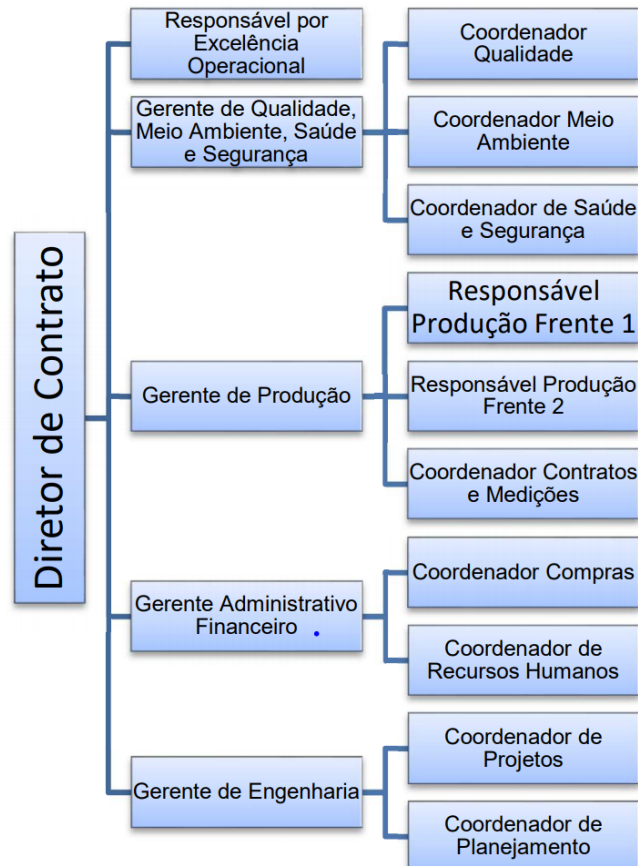 Diretor de Contrato
Responsável por
Excelência
Operacional
Gerente de Qualidade,
Meio Ambiente, Saúde
e Segurança
Coordenador
Qualidade
Coordenador Meio
Ambiente
Coordenador de Saúde
e Segurança
Gerente de Produção
Responsável
Produção Frente 1
Responsável Produção
Frente 2
Coordenador Contratos
e Medições
Gerente Administrativo
Financeiro
Coordenador Compras
Coordenador de
Recursos Humanos
Gerente de Engenharia
Coordenador de
Projetos
Coordenador de
Planejamento